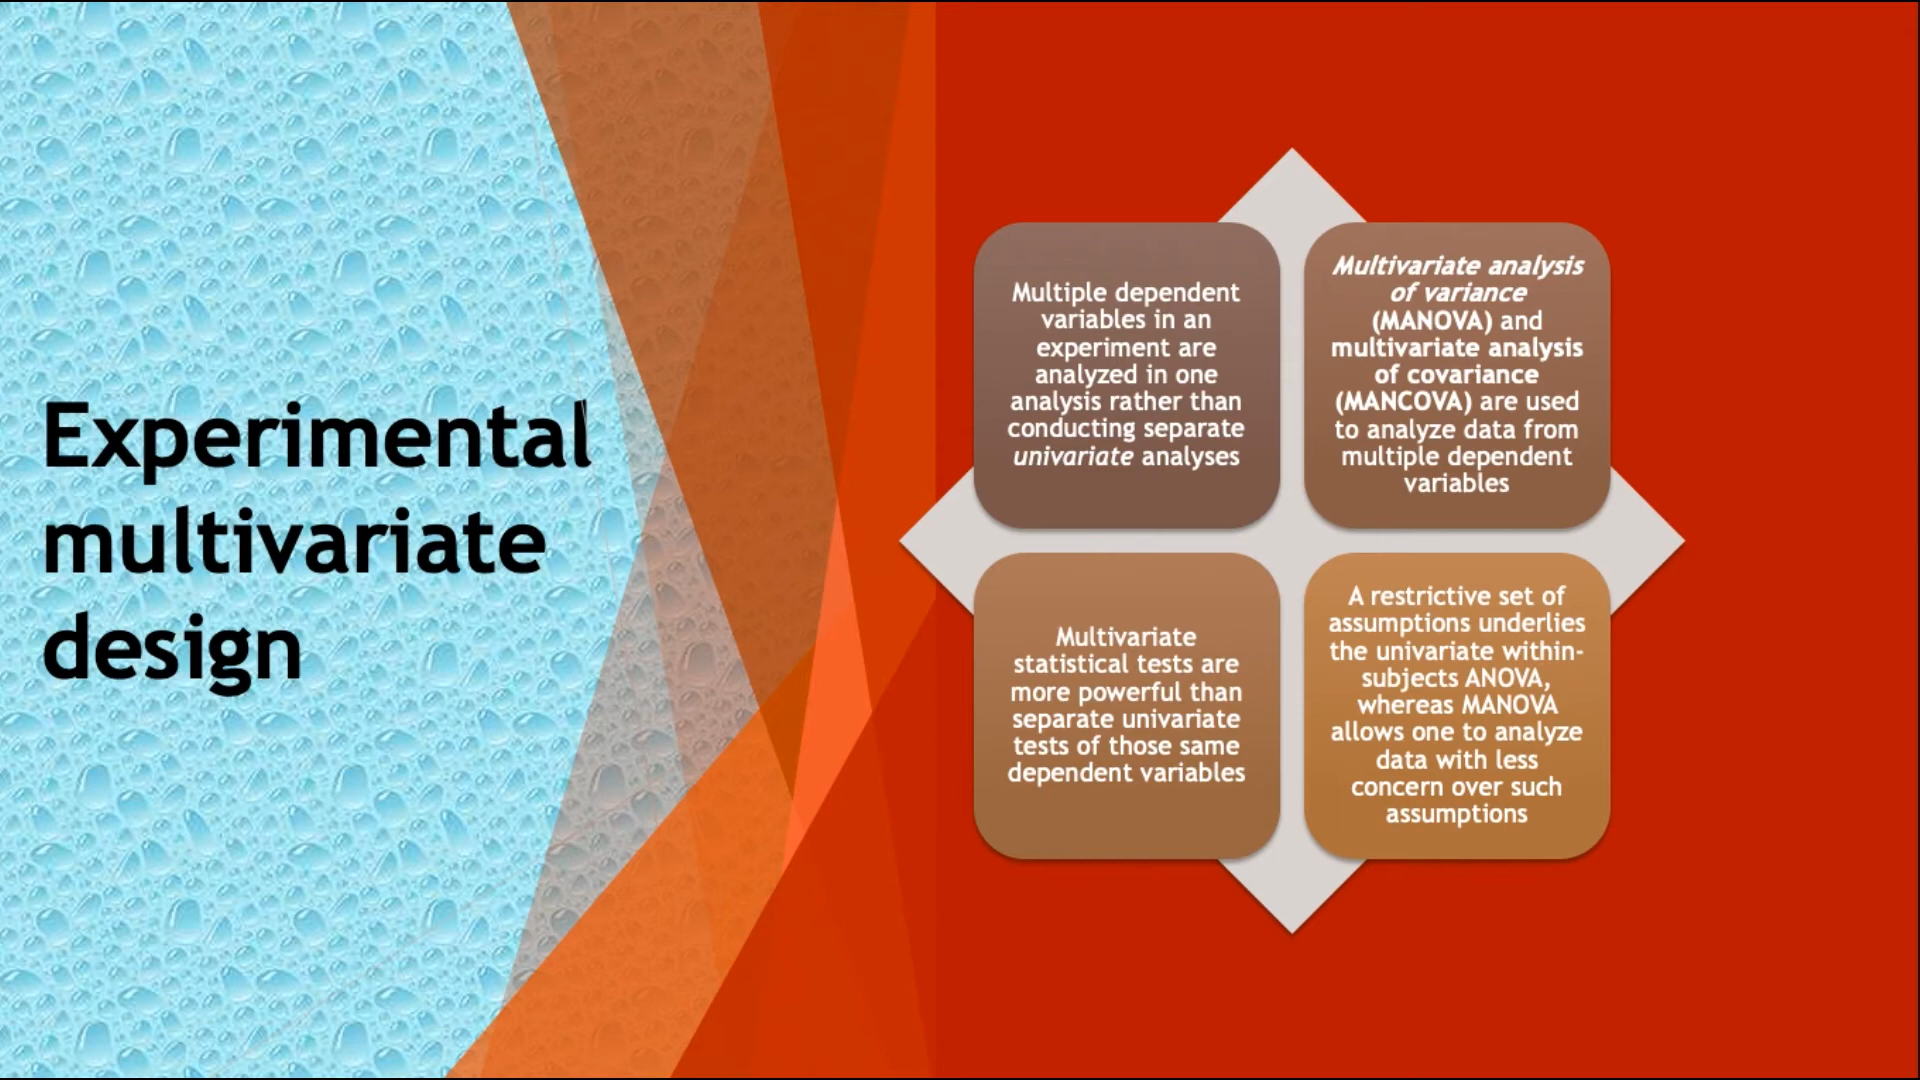 Experimental
multivariate
design
Multiple dependent
variables in an
experiment are
analyzed in one
analysis rather than
conducting separate
univariate analyses
Multivariate analysis
of variance
(MANOVA) and
multivariate analysis
of covariance
(MANCOVA) are used
to analyze data from
multiple dependent
variables
Multivariate
statistical tests are
more powerful than
separate univariate
tests of those same
dependent variables
A restrictive set of
assumptions underlies
the univariate within-
subjects ANOVA,
whereas MANOVA
allows one to analyze
data with less
concern over such
assumptions